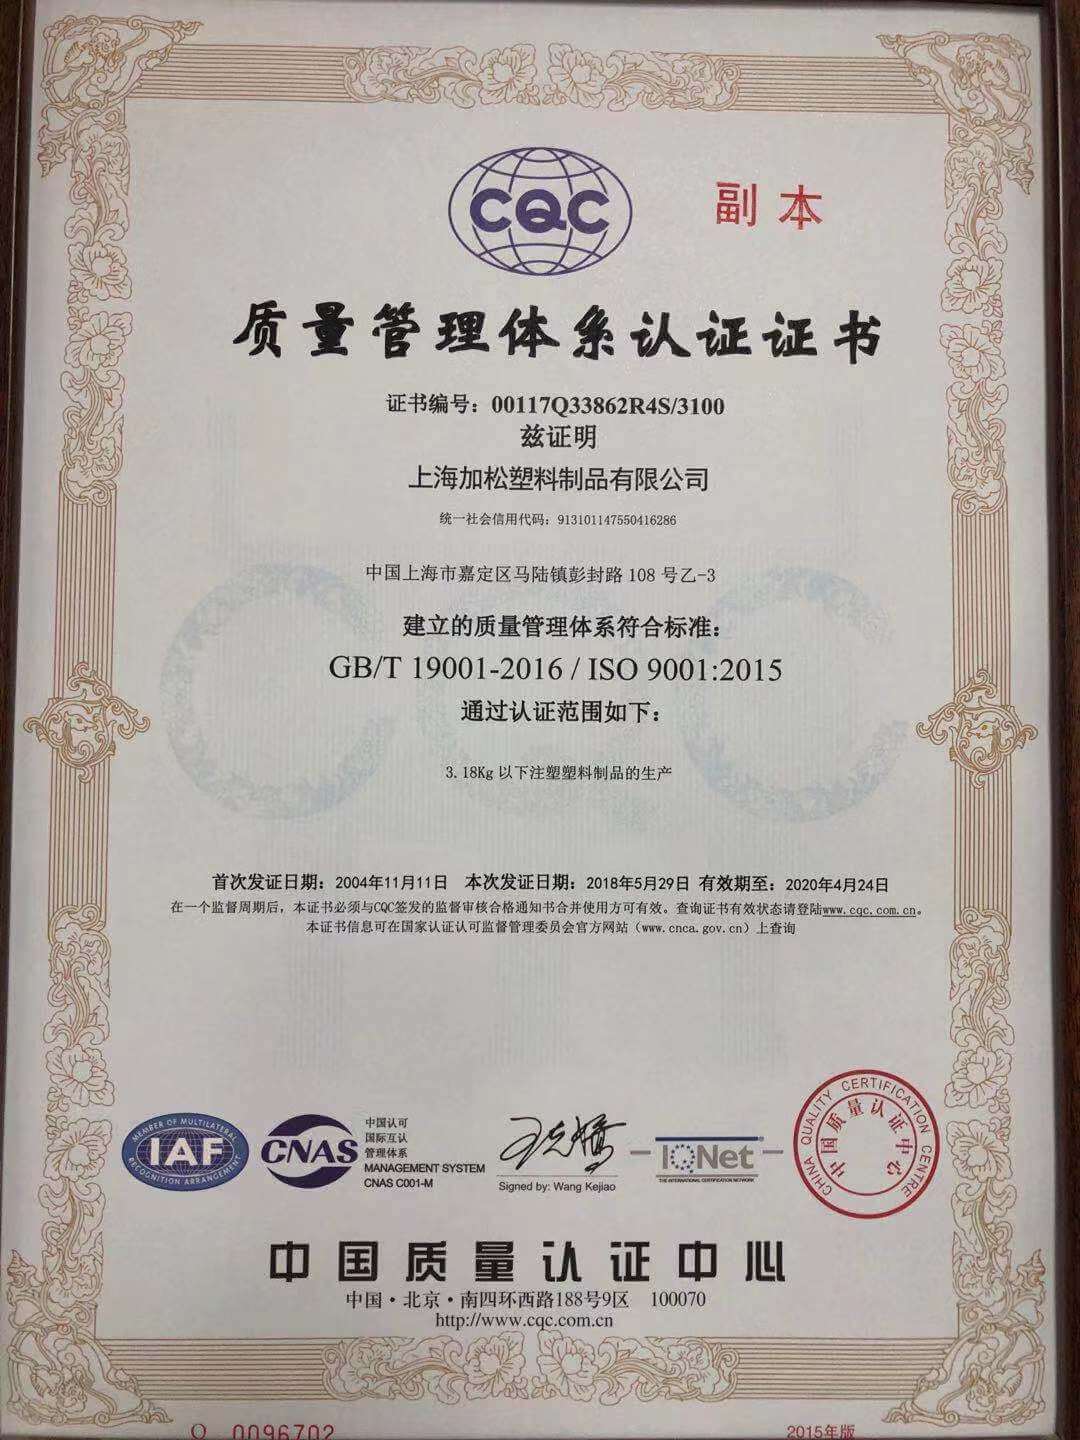 CQC
副 本
质量管理体系认证证书
证书编号：00117Q33862R4S/3100
兹证明
上海加松塑料制品有限公司
统一社会信用代码：913101147550416286
中国上海市嘉定区马陆镇彭封路 108 号乙-3
建立的质量管理体系符合标准：
GB/T 19001-2016 / ISO 9001:2015
通过认证范围如下：
3.18Kg 以下注塑塑料制品的生产
首次发证日期：2004年11月11日 本次发证日期：2018年5月29日 有效期至：2020年4月24日
在一个监督周期后，本证书必须与CQC签发的监督审核合格通知书合并使用方可有效。查询证书有效状态请登陆www.cqc.com.cn。
本证书信息可在国家认证认可监督管理委员会官方网站（www.cnca.gov.cn）上查询
MEMBER OF MULTILATERAL
IAF
RECOGNITION ARRANGEMENT
CNAS
中国认可
国际互认
管理体系
MANAGEMENT SYSTEM
CNAS C001-M
王克娇
Signed by: Wang Kejiao
IQNet
THE INTERNATIONAL CERTIFICATION NETWORK
CHINA QUALITY CERTIFICATION CENTRE
中国质量认证中心
中国质量认证中心
中国·北京·南四环西路188号9区 100070
http://www.cqc.com.cn
Q 0096702
2015年版